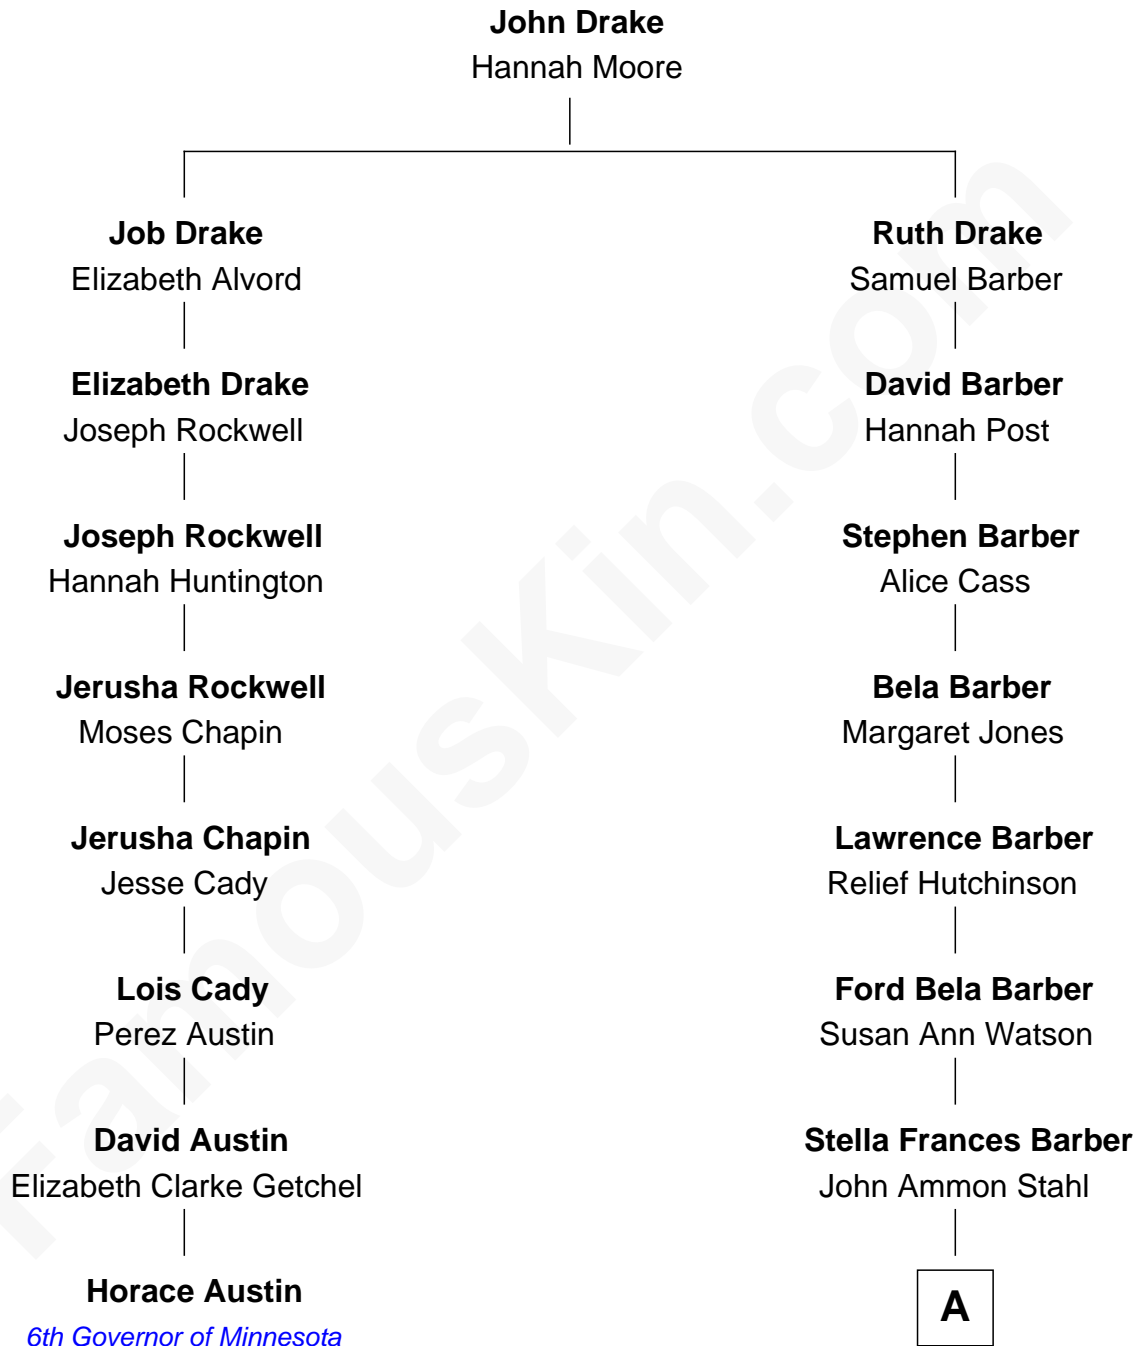 John Drake
Hannah Moore
Job Drake
Elizabeth Alvord
Ruth Drake
Samuel Barber
Elizabeth Drake
Joseph Rockwell
David Barber
Hannah Post
Joseph Rockwell
Hannah Huntington
Stephen Barber
Alice Cass
Jerusha Rockwell
Moses Chapin
Bela Barber
Margaret Jones
Jerusha Chapin
Jesse Cady
Lawrence Barber
Relief Hutchinson
Lois Cady
Perez Austin
Ford Bela Barber
Susan Ann Watson
David Austin
Elizabeth Clarke Getchel
Stella Frances Barber
John Ammon Stahl
Horace Austin
6th Governor of Minnesota
A
FamousKin.com